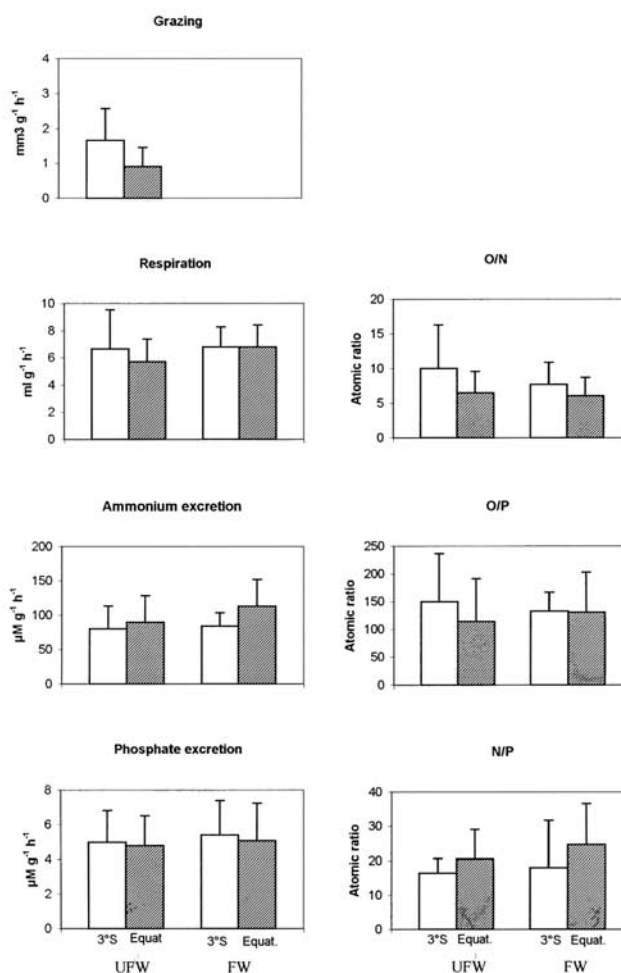 Grazing
4
3
2
1
0
mm3 g⁻¹ h⁻¹
Respiration
10
8
6
4
2
0
ml g⁻¹ h⁻¹
O/N
20
15
10
5
0
Atomic ratio
Ammonium excretion
200
150
100
50
0
µM g⁻¹ h⁻¹
O/P
250
200
150
100
50
0
Atomic ratio
Phosphate excretion
8
6
4
2
0
µM g⁻¹ h⁻¹
3°S Equat 3°S Equat.
UFW FW
N/P
40
30
20
10
0
Atomic ratio
3°S Equat. 3°S Equat.
UFW FW